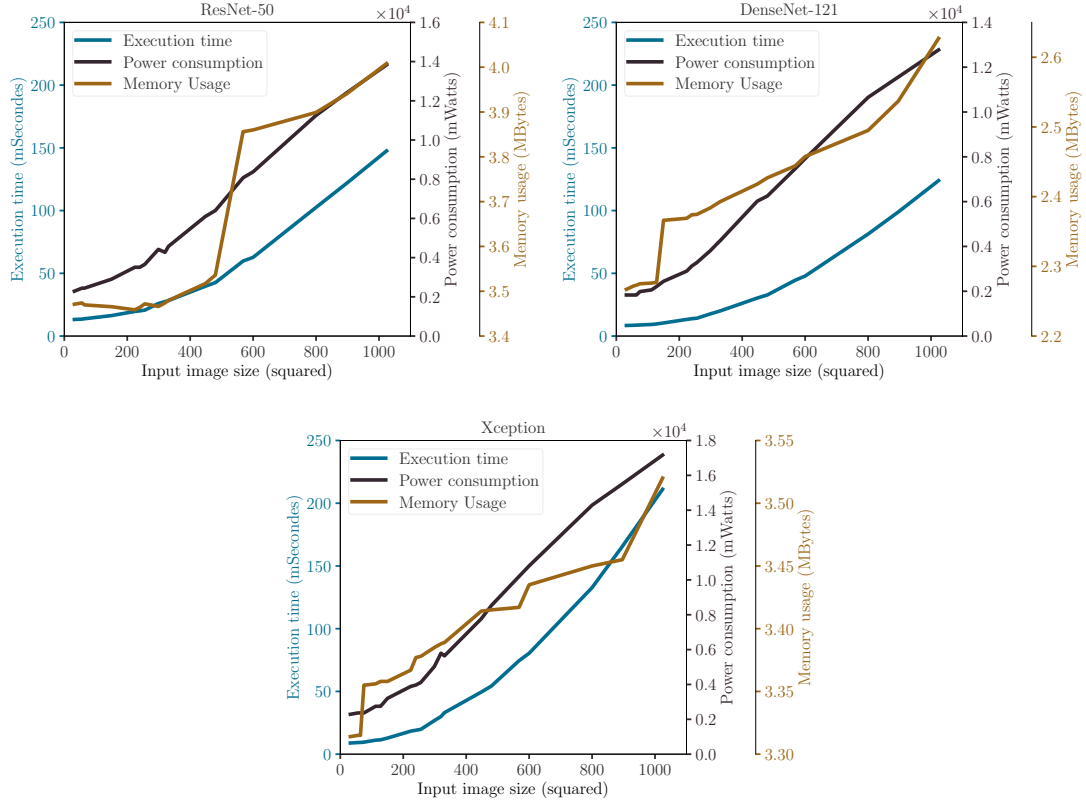 ResNet-50
×10⁴
250
200
150
100
50
0
Execution time (mSecondes)
Execution time
Power consumption
Memory Usage
0 200 400 600 800 1000
Input image size (squared)
1.6
1.4
1.2
1.0
0.8
0.6
0.4
0.2
0.0
Power consumption (mWatts)
4.1
4.0
3.9
3.8
3.7
3.6
3.5
3.4
Memory usage (MBytes)
DenseNet-121
×10⁴
250
200
150
100
50
0
Execution time (mSecondes)
Execution time
Power consumption
Memory Usage
0 200 400 600 800 1000
Input image size (squared)
1.4
1.2
1.0
0.8
0.6
0.4
0.2
0.0
Power consumption (mWatts)
2.6
2.5
2.4
2.3
2.2
Memory usage (MBytes)
Xception
×10⁴
250
200
150
100
50
0
Execution time (mSecondes)
Execution time
Power consumption
Memory Usage
0 200 400 600 800 1000
Input image size (squared)
1.8
1.6
1.4
1.2
1.0
0.8
0.6
0.4
0.2
0.0
Power consumption (mWatts)
3.55
3.50
3.45
3.40
3.35
3.30
Memory usage (MBytes)